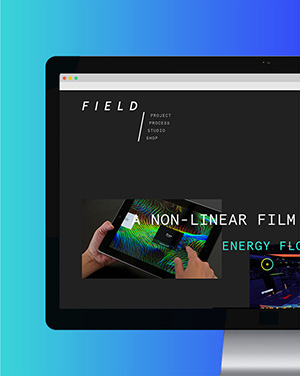 FIELD
PROJECT
PROCESS
STUDIO
SHOP
A NON-LINEAR FILM
ENERGY FLO